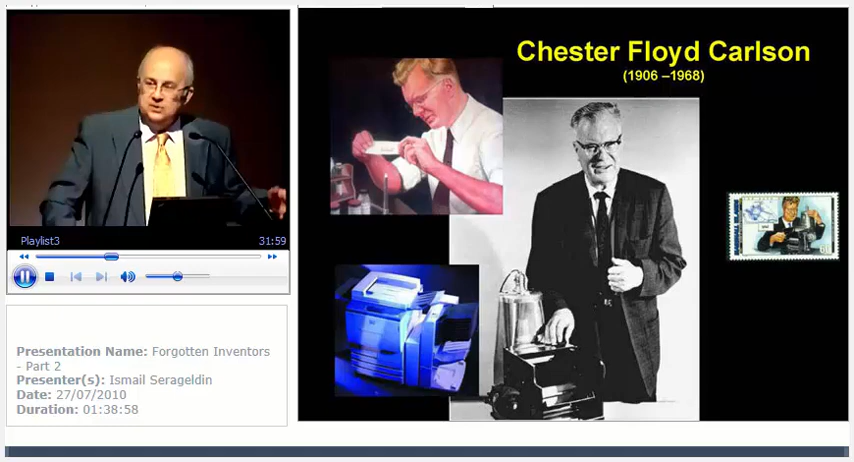 Chester Floyd Carlson
(1906 –1968)
Playlist3 31:59
Presentation Name: Forgotten Inventors
- Part 2
Presenter(s): Ismail Serageldin
Date: 27/07/2010
Duration: 01:38:58